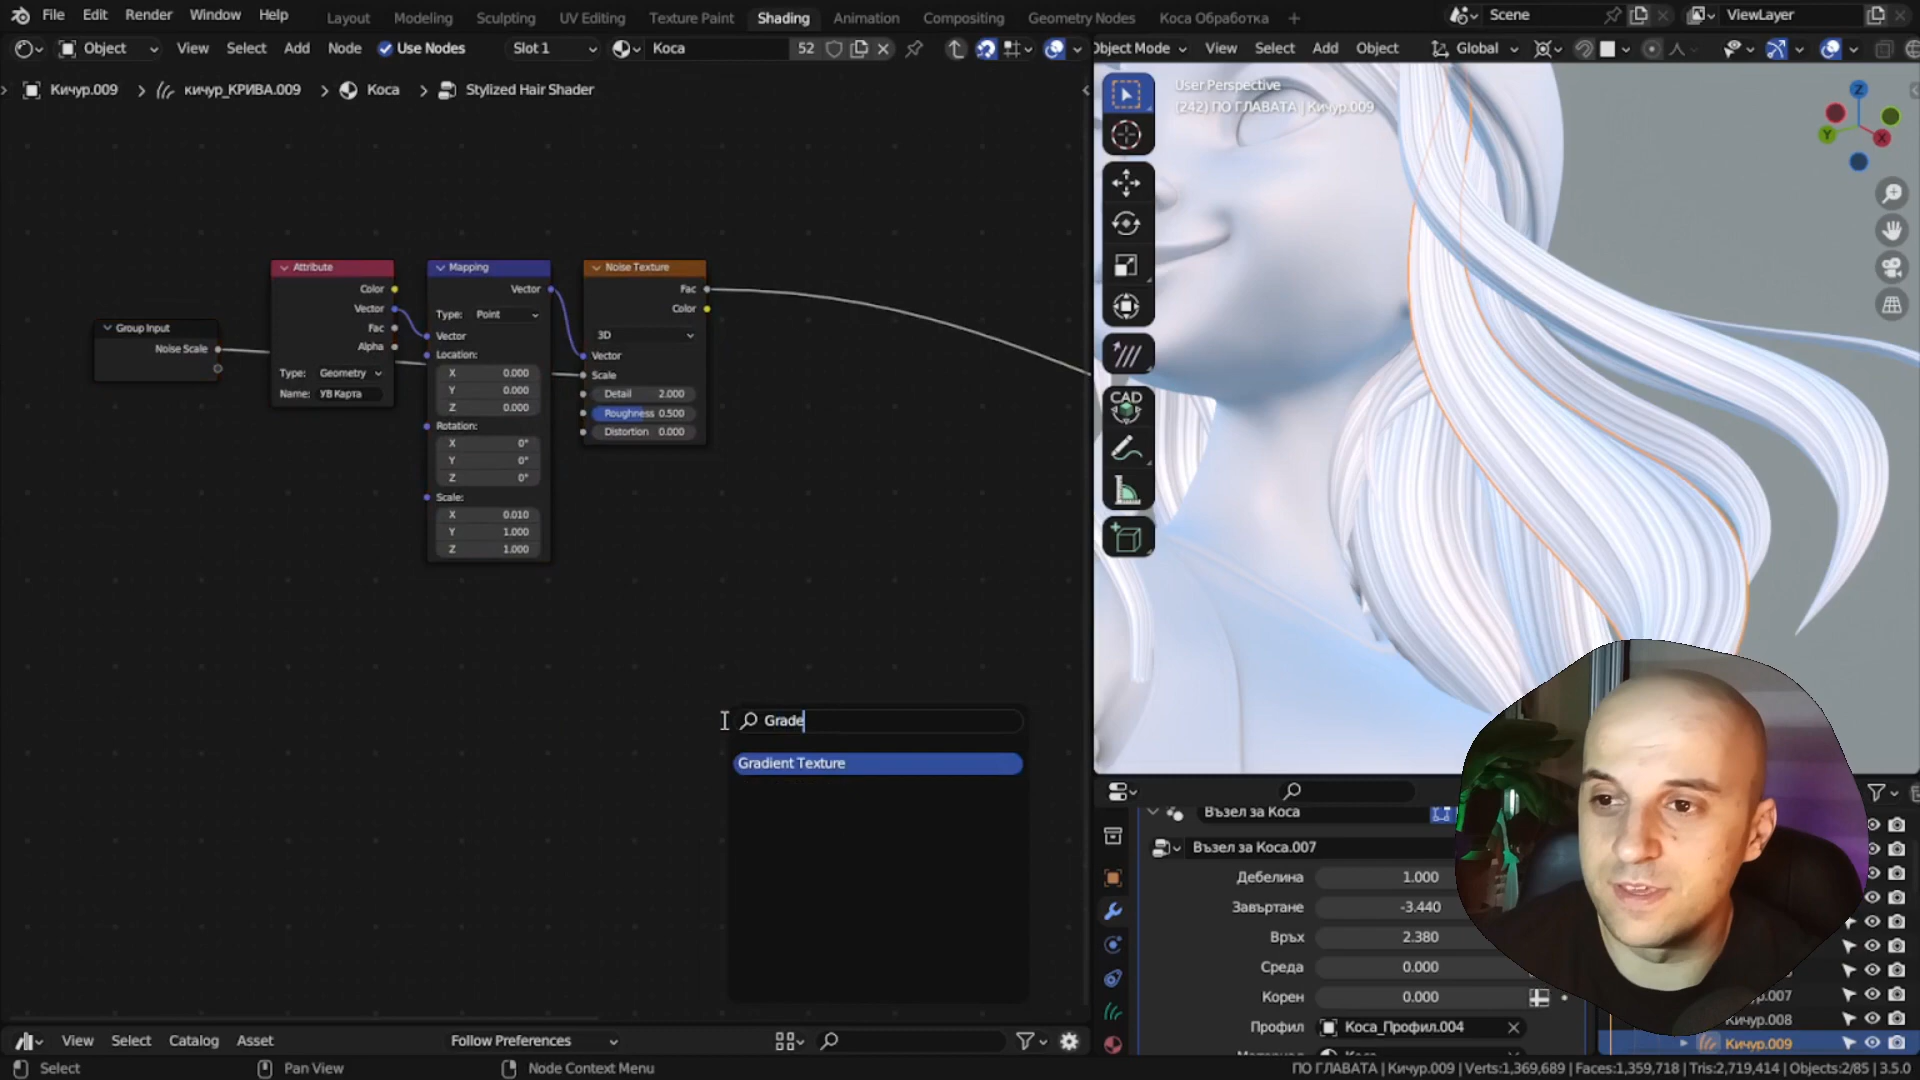 File Edit Render Window Help Layout Modeling Sculpting UV Editing Texture Paint Shading Animation Compositing Geometry Nodes Коса Обработка + Scene ViewLayer
Object View Select Add Node Use Nodes Slot 1 Коса 52
Object Mode View Select Add Object Global
Кичур.009 > кичур_КРИВА.009 > Коса > Stylized Hair Shader
User Perspective
(242) ПО ГЛАВАТА | Кичур.009
Z
Y
X
Group Input
Noise Scale
Attribute
Color
Vector
Fac
Alpha
Type: Geometry
Name: УВ Карта
Mapping
Vector
Type: Point
Vector
Location:
X 0.000
Y 0.000
Z 0.000
Rotation:
X 0°
Y 0°
Z 0°
Scale:
X 0.010
Y 1.000
Z 1.000
Noise Texture
Fac
Color
3D
Vector
Scale
Detail 2.000
Roughness 0.500
Distortion 0.000
CAD
Grade
Gradient Texture
Възел за Коса
Възел за Коса.007
Дебелина 1.000
Завъртане -3.440
Връх 2.380
Среда 0.000
Корен 0.000
Профил Коса_Профил.004
Кичур.008
Кичур.009
View Select Catalog Asset Follow Preferences
Select Pan View Node Context Menu
ПО ГЛАВАТА | Кичур.009 | Verts:1,369,689 | Faces:1,359,718 | Tris:2,719,414 | Objects:2/85 | 3.5.0